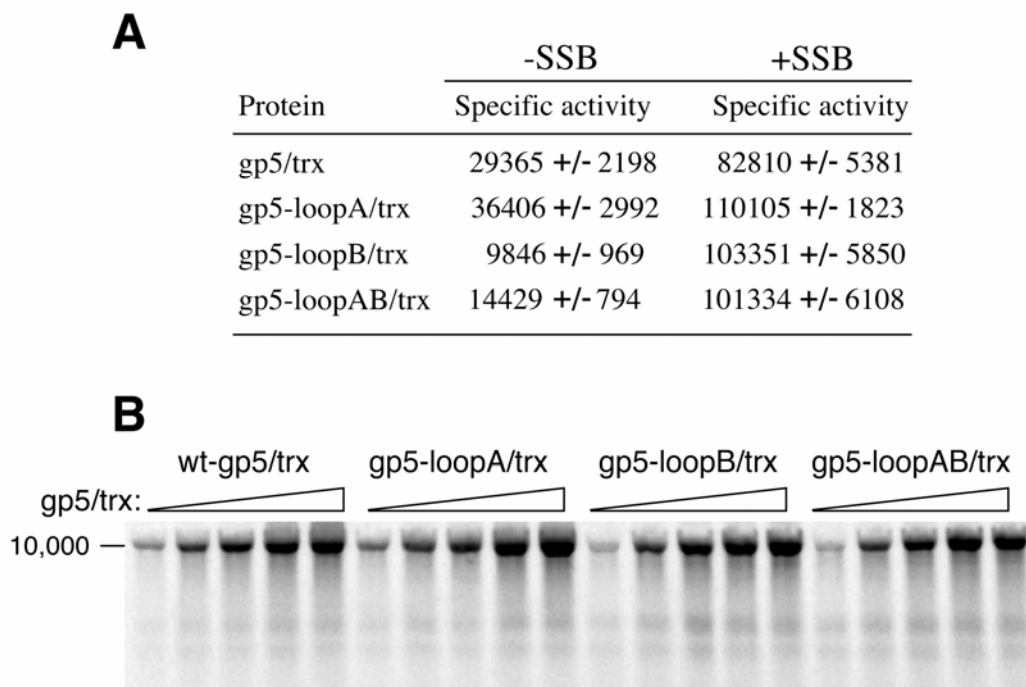 A
-SSB +SSB
Protein Specific activity Specific activity
gp5/trx 29365 +/- 2198 82810 +/- 5381
gp5-loopA/trx 36406 +/- 2992 110105 +/- 1823
gp5-loopB/trx 9846 +/- 969 103351 +/- 5850
gp5-loopAB/trx 14429 +/- 794 101334 +/- 6108
B
wt-gp5/trx gp5-loopA/trx gp5-loopB/trx gp5-loopAB/trx
gp5/trx:
10,000